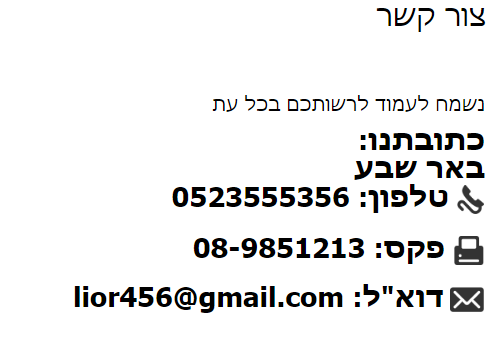 צור קשר
נשמח לעמוד לרשותכם בכל עת
כתובתנו:
באר שבע
טלפון: 0523555356
פקס: 08-9851213
דוא"ל: lior456@gmail.com